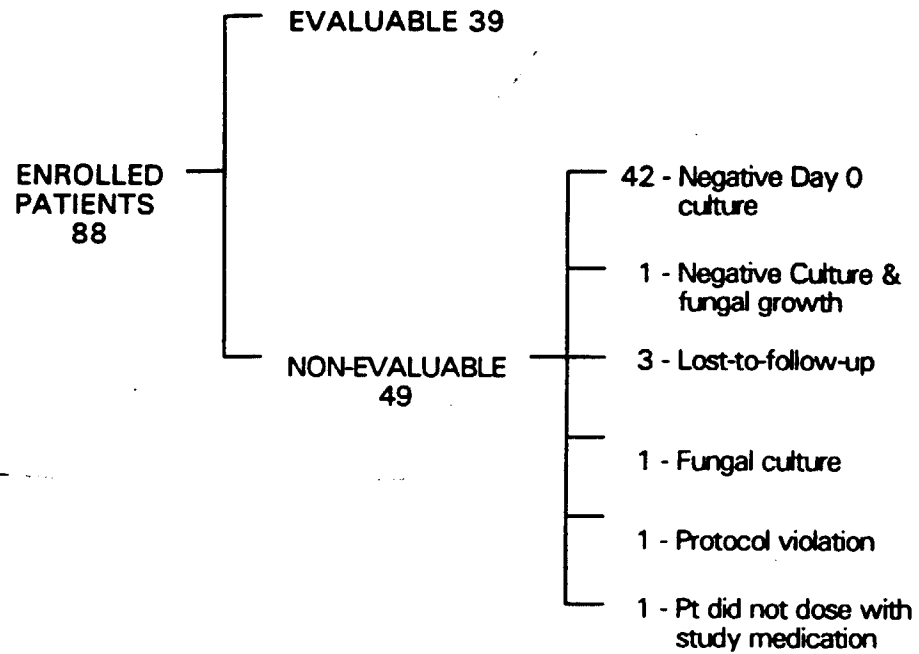 EVALUABLE 39
ENROLLED
PATIENTS
88
NON-EVALUABLE
49
42 - Negative Day 0
culture
1 - Negative Culture &
fungal growth
3 - Lost-to-follow-up
1 - Fungal culture
1 - Protocol violation
1 - Pt did not dose with
study medication